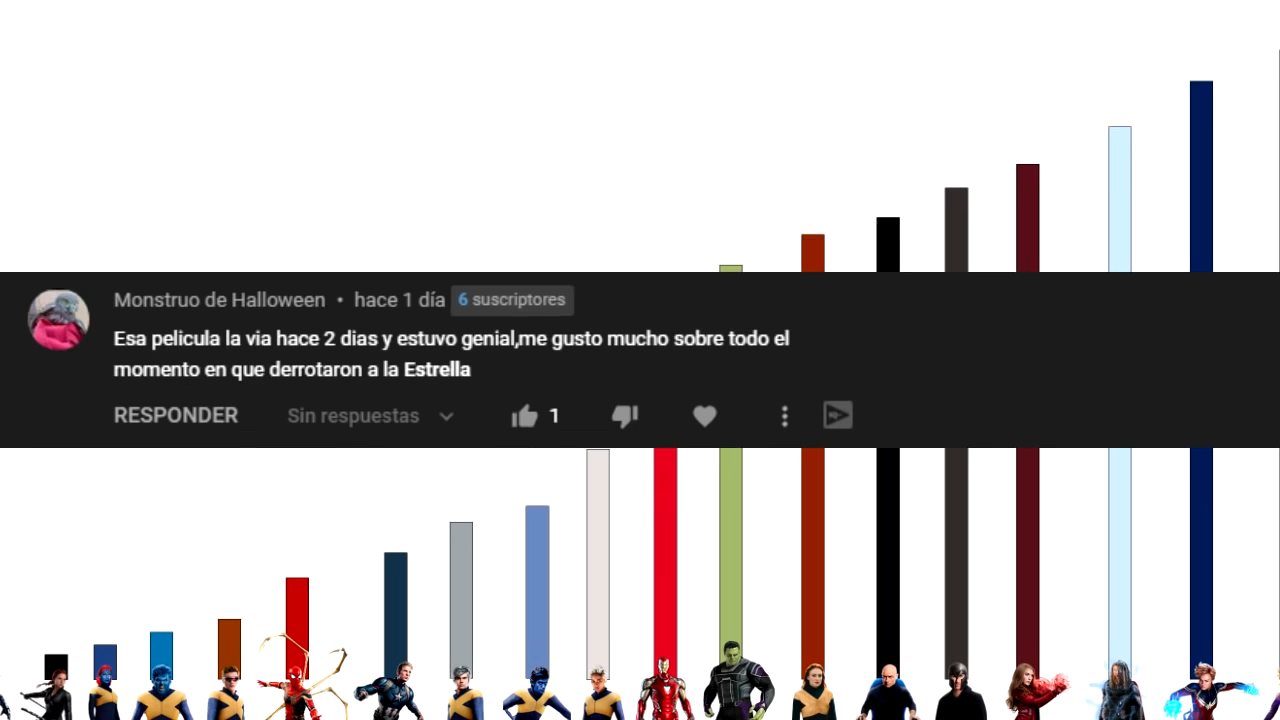 Monstruo de Halloween • hace 1 día 6 suscriptores
Esa pelicula la via hace 2 dias y estuvo genial,me gusto mucho sobre todo el
momento en que derrotaron a la Estrella
RESPONDER Sin respuestas 1